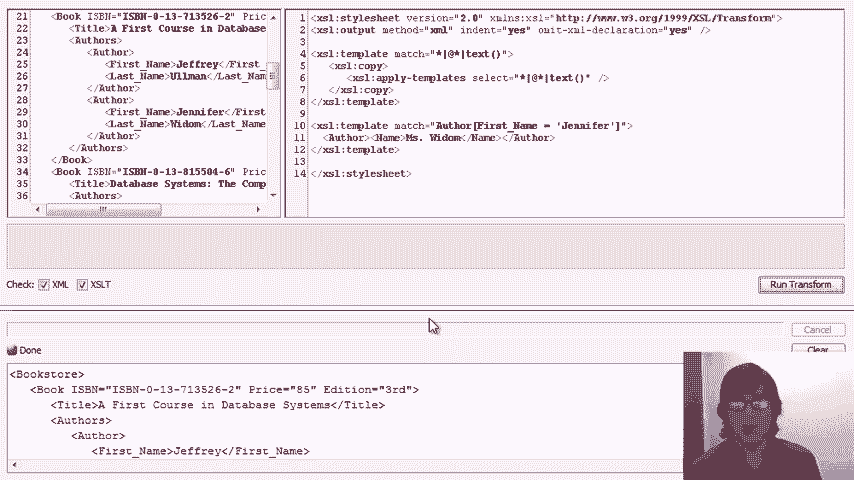 21 <Book ISBN="ISBN-0-13-713526-2" Pric
22 <Title>A First Course in Database
23 <Authors>
24 <Author>
25 <First_Name>Jeffrey</First_
26 <Last_Name>Ullman</Last_Nam
27 </Author>
28 <Author>
29 <First_Name>Jennifer</First
30 <Last_Name>Widom</Last_Name
31 </Author>
32 </Authors>
33 </Book>
34 <Book ISBN="ISBN-0-13-815504-6" Pric
35 <Title>Database Systems: The Comp
36 <Authors>
1 <xsl:stylesheet version="2.0" xmlns:xsl="http://www.w3.org/1999/XSL/Transform">
2 <xsl:output method="xml" indent="yes" omit-xml-declaration="yes" />
3
4 <xsl:template match="*|@*|text()">
5 <xsl:copy>
6 <xsl:apply-templates select="*|@*|text()" />
7 </xsl:copy>
8 </xsl:template>
9
10 <xsl:template match="Author[First_Name = 'Jennifer']">
11 <Author><Name>Ms. Widom</Name></Author>
12 </xsl:template>
13
14 </xsl:stylesheet>
Check: XML XSLT
Run Transform
Cancel
Done
Clear
<Bookstore>
<Book ISBN="ISBN-0-13-713526-2" Price="85" Edition="3rd">
<Title>A First Course in Database Systems</Title>
<Authors>
<Author>
<First_Name>Jeffrey</First_Name>